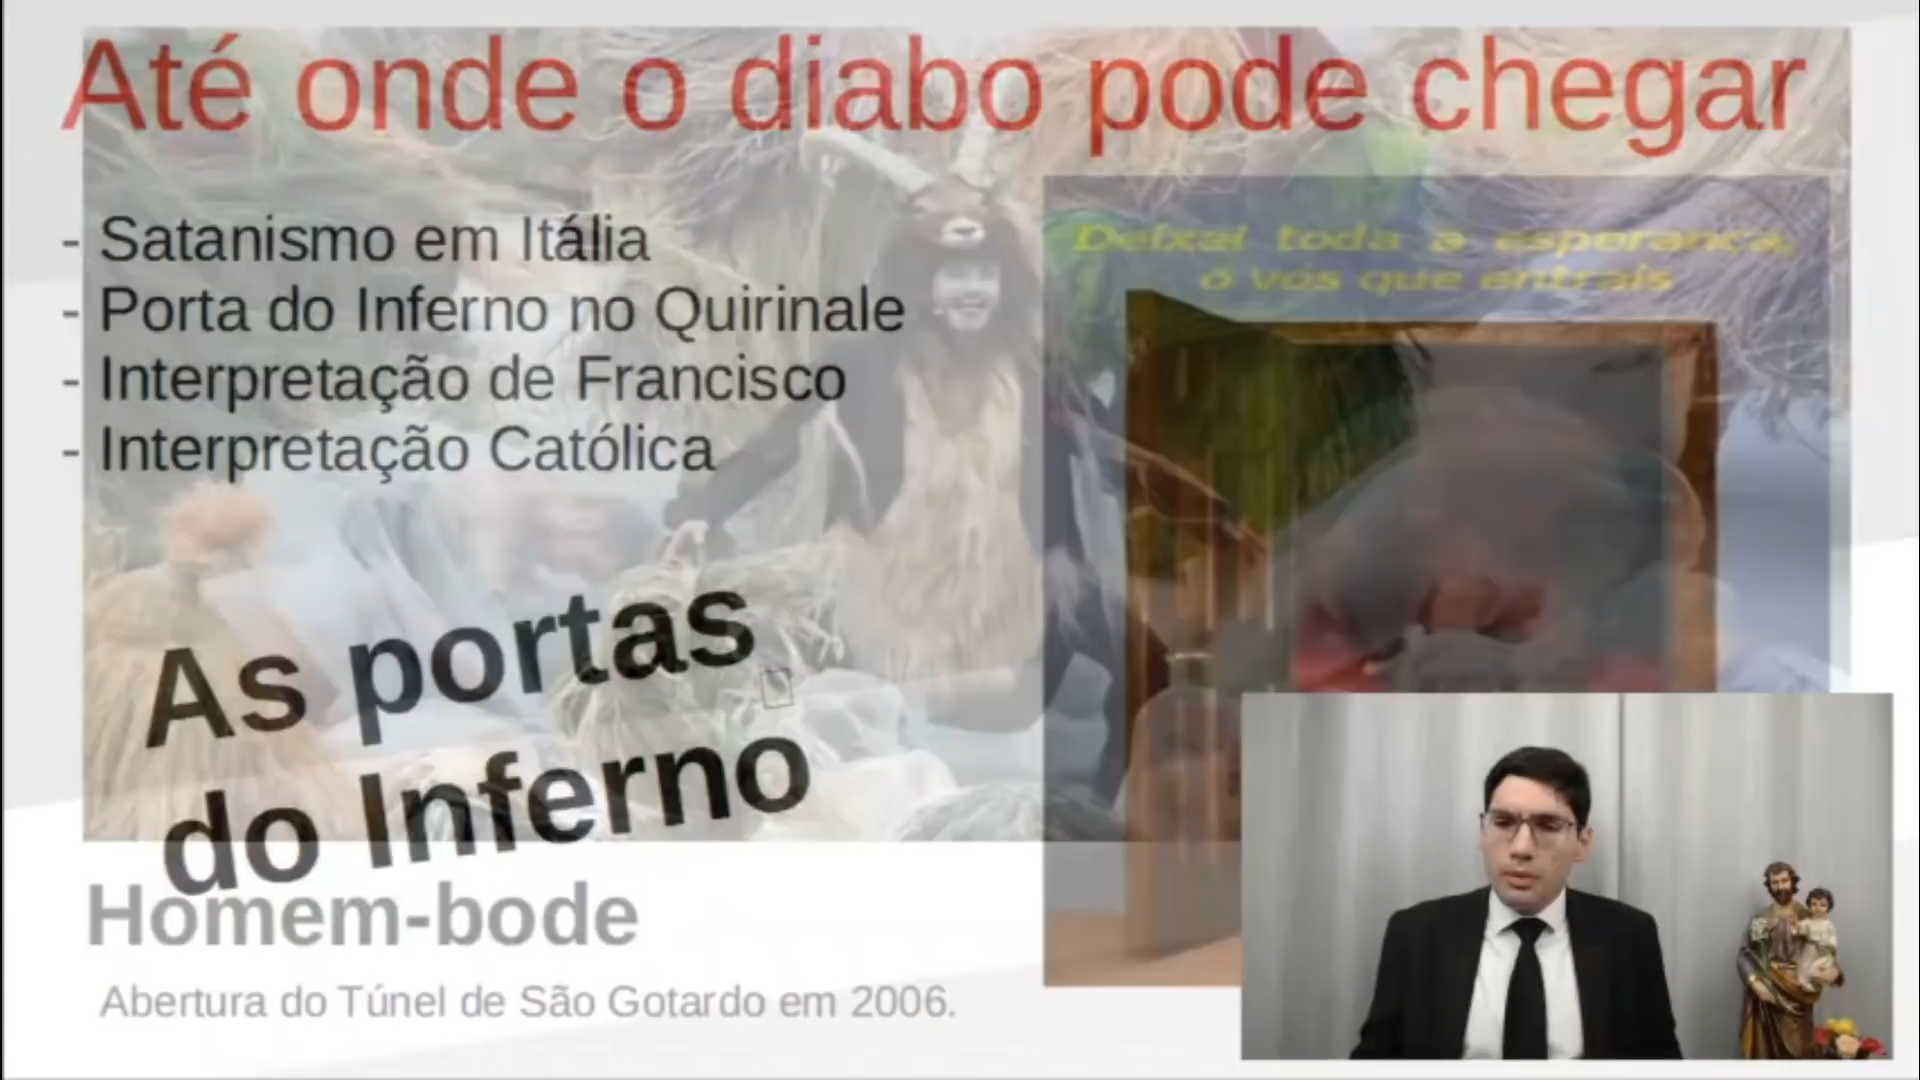 Até onde o diabo pode chegar
- Satanismo em Itália
- Porta do Inferno no Quirinale
- Interpretação de Francisco
- Interpretação Católica
Deixai toda a esperança,
ó vós que entrais
As portas
do Inferno
Homem-bode
Abertura do Túnel de São Gotardo em 2006.